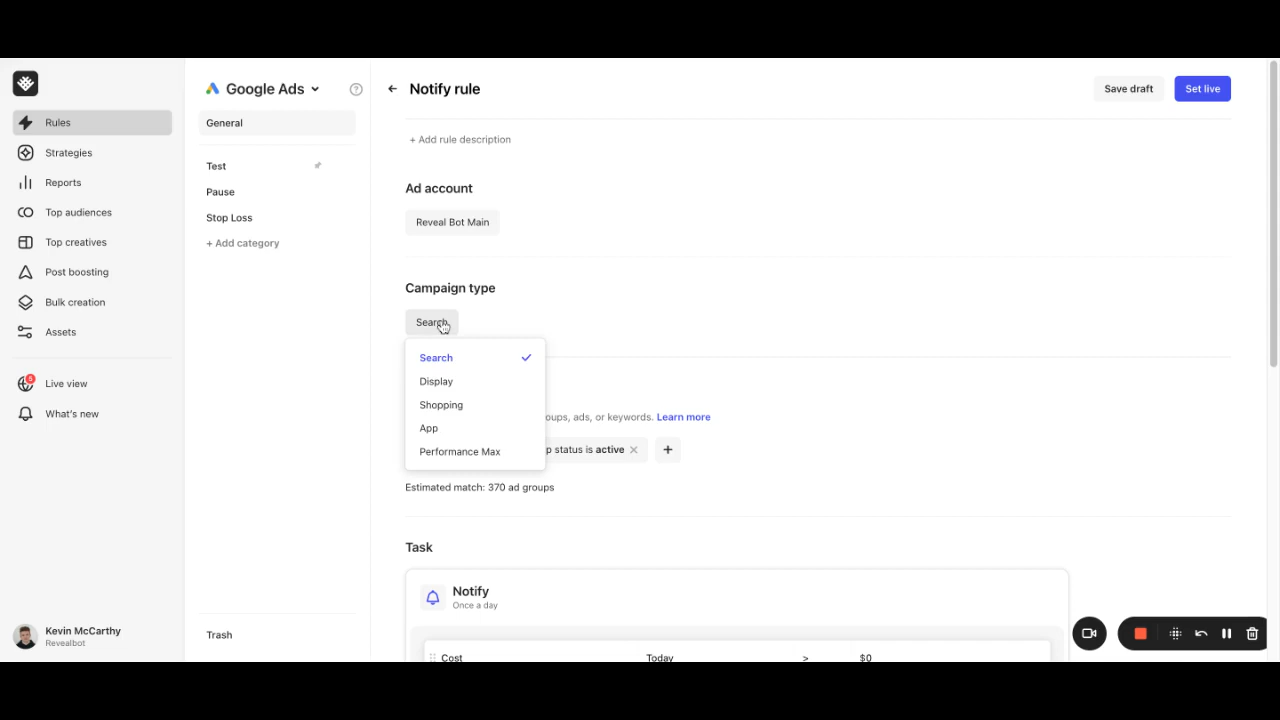 Rules
Strategies
Reports
Top audiences
Top creatives
Post boosting
Bulk creation
Assets
5
Live view
What's new
Kevin McCarthy
Revealbot
Google Ads
?
General
Test
Pause
Stop Loss
+ Add category
Trash
Notify rule
Save draft
Set live
+ Add rule description
Ad account
Reveal Bot Main
Campaign type
Search
Search
Display
Shopping
App
Performance Max
oups, ads, or keywords. Learn more
p status is active
Estimated match: 370 ad groups
Task
Notify
Once a day
Cost Today > $0